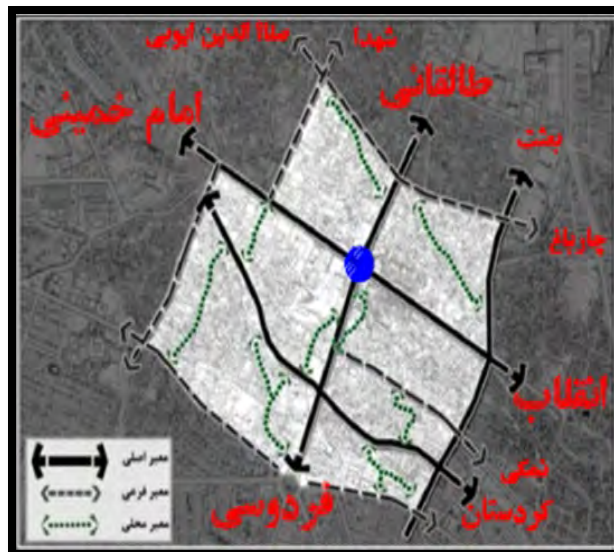 شهدا
صلاح الدین ایوبی
طالقانی
امام خمینی
بعثت
چارباغ
انقلاب
نمکی
کردستان
فردوسی
معبر اصلی
معبر فرعی
معبر محلی